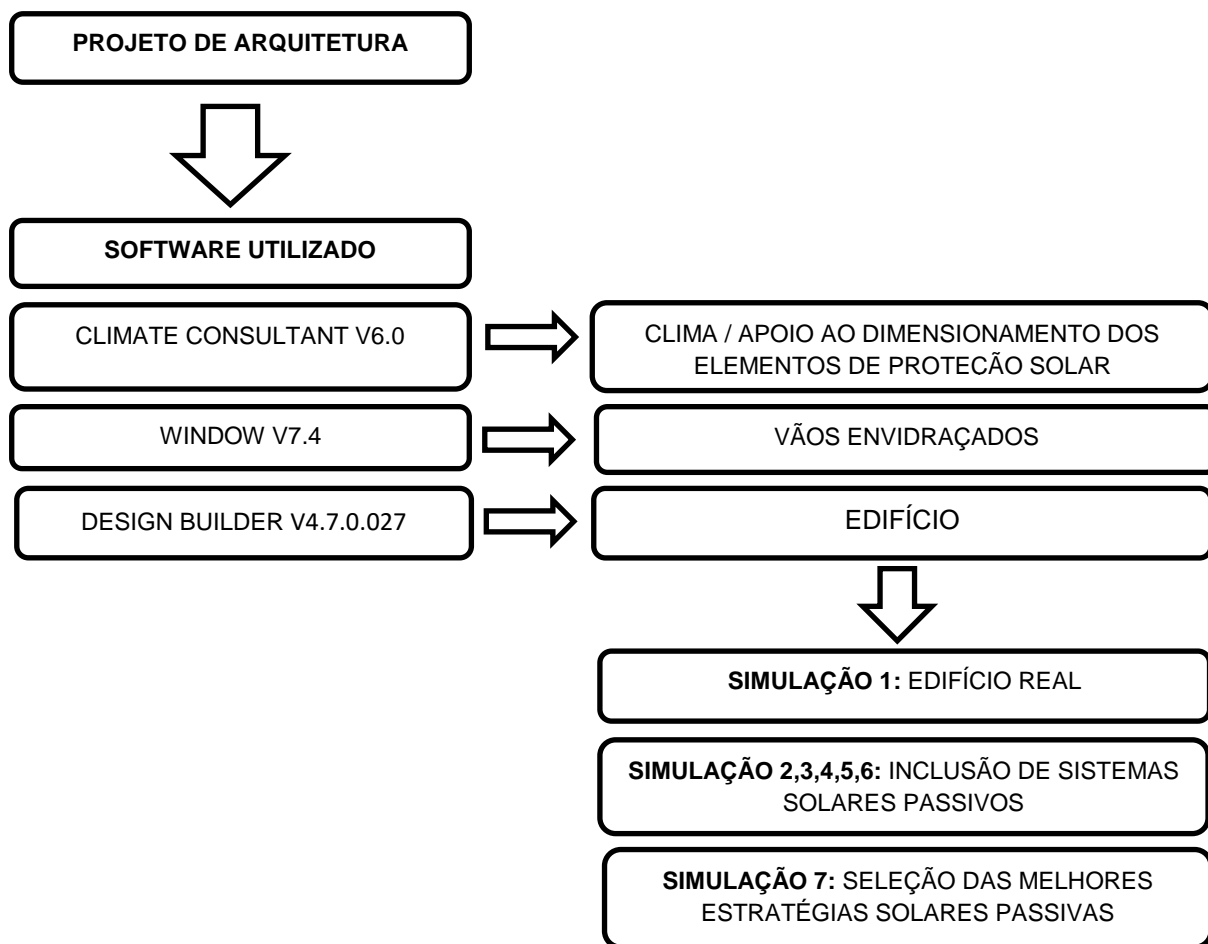 PROJETO DE ARQUITETURA
SOFTWARE UTILIZADO
CLIMATE CONSULTANT V6.0
CLIMA / APOIO AO DIMENSIONAMENTO DOS
ELEMENTOS DE PROTECÃO SOLAR
WINDOW V7.4
VÃOS ENVIDRAÇADOS
DESIGN BUILDER V4.7.0.027
EDIFÍCIO
SIMULAÇÃO 1: EDIFÍCIO REAL
SIMULAÇÃO 2,3,4,5,6: INCLUSÃO DE SISTEMAS
SOLARES PASSIVOS
SIMULAÇÃO 7: SELEÇÃO DAS MELHORES
ESTRATÉGIAS SOLARES PASSIVAS